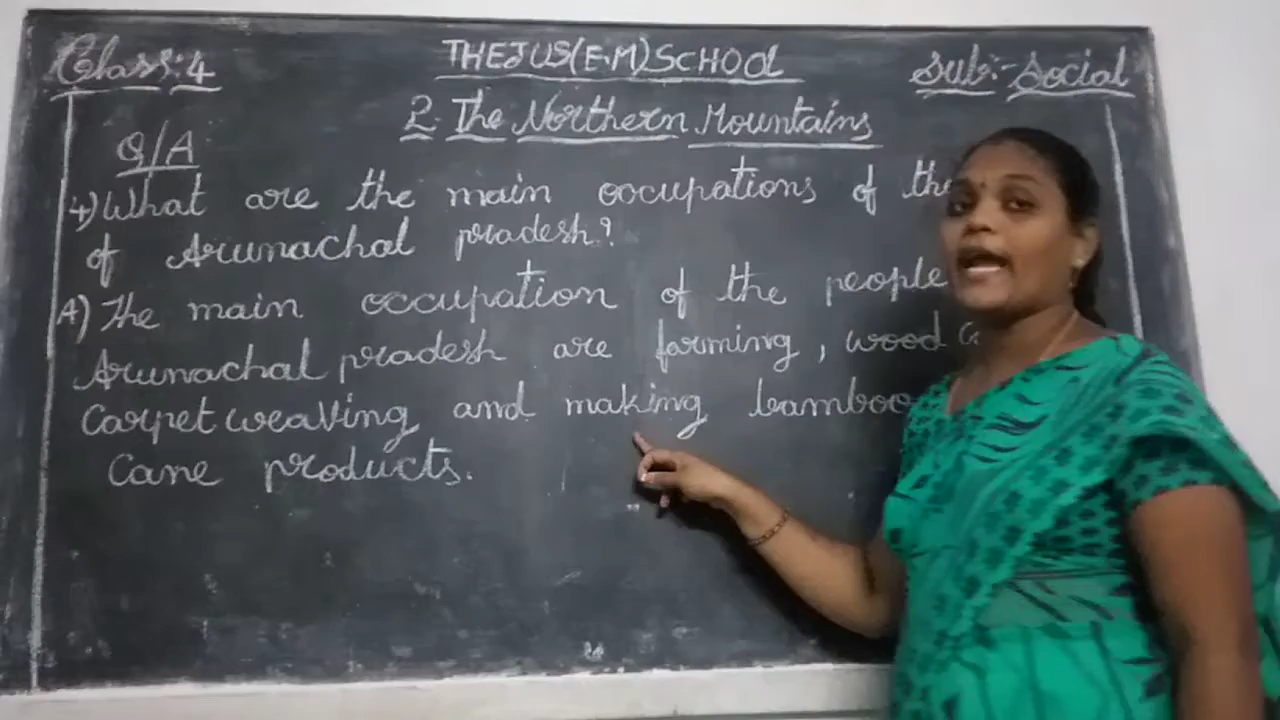 Class:4
THEJUS(E.M)SCHOOL
Sub:-Social
2. The Northern Mountains
Q/A
4) What are the main occupations of the
of Arunachal pradesh?
A) The main occupation of the people
Arunachal pradesh are farming, wood
Carpet weaving and making bamboo
Cane products.